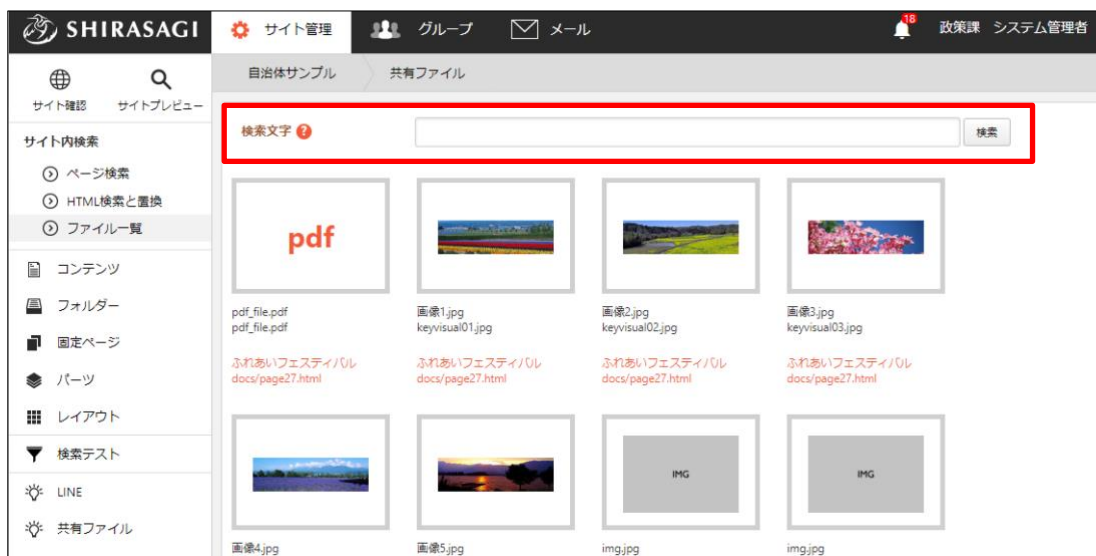 SHIRASAGI
サイト管理
グループ
メール
18
政策課 システム管理者
サイト確認
サイトプレビュー
自治体サンプル
共有ファイル
サイト内検索
ページ検索
HTML検索と置換
ファイル一覧
コンテンツ
フォルダー
固定ページ
パーツ
レイアウト
検索テスト
LINE
共有ファイル
検索文字 ?
検索
pdf
pdf_file.pdf
pdf_file.pdf
ふれあいフェスティバル
docs/page27.html
画像1.jpg
keyvisual01.jpg
ふれあいフェスティバル
docs/page27.html
画像2.jpg
keyvisual02.jpg
ふれあいフェスティバル
docs/page27.html
画像3.jpg
keyvisual03.jpg
ふれあいフェスティバル
docs/page27.html
画像4.jpg
画像5.jpg
IMG
img.jpg
IMG
img.jpg